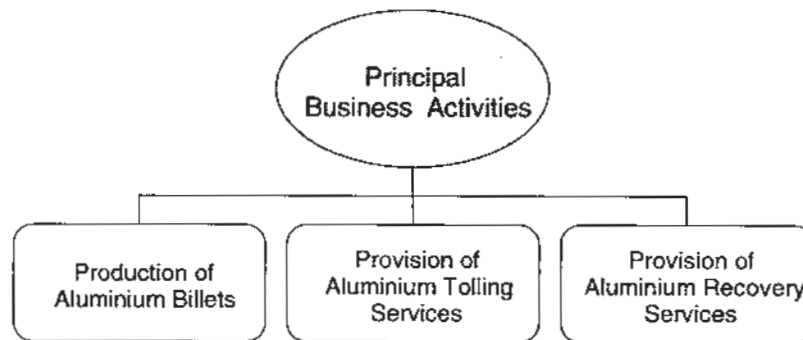 Principal
Business Activities
Production of
Aluminium Billets
Provision of
Aluminium Tolling
Services
Provision of
Aluminium Recovery
Services